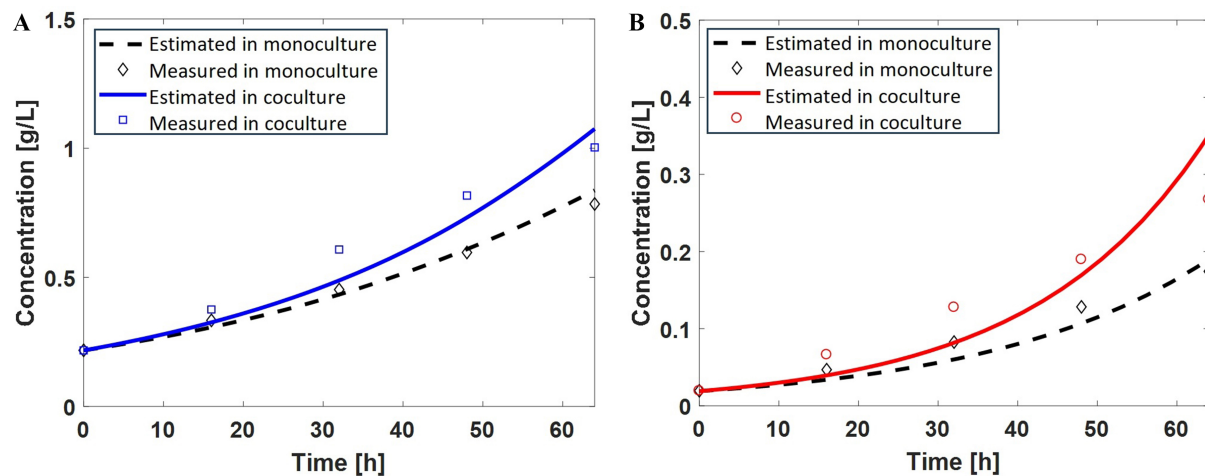 A
1.5
1
0.5
0
Concentration [g/L]
Estimated in monoculture
Measured in monoculture
Estimated in coculture
Measured in coculture
0 10 20 30 40 50 60
Time [h]
B
0.5
0.4
0.3
0.2
0.1
0
Concentration [g/L]
Estimated in monoculture
Measured in monoculture
Estimated in coculture
Measured in coculture
0 10 20 30 40 50 60
Time [h]